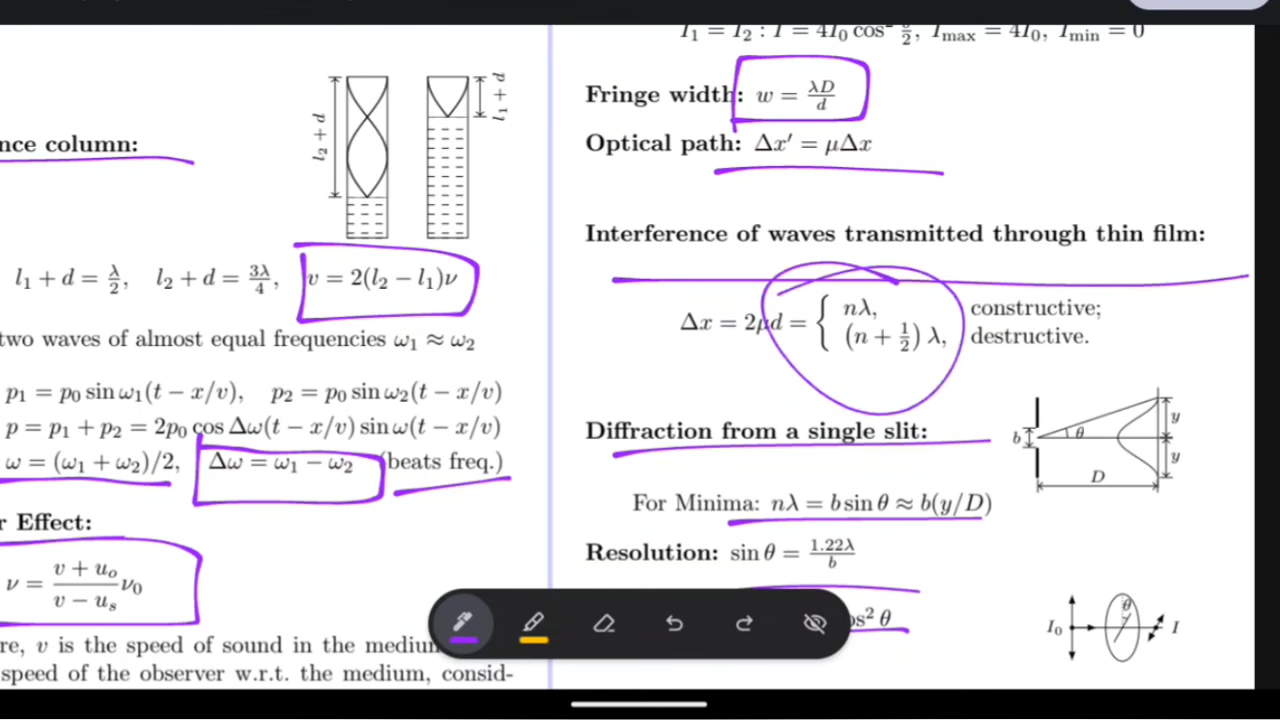 nce column:
l₂ + d
l₁ + d
l₁ + d = λ/2, l₂ + d = 3λ/4, v = 2(l₂ − l₁)ν
two waves of almost equal frequencies ω₁ ≈ ω₂
p₁ = p₀ sin ω₁(t − x/v), p₂ = p₀ sin ω₂(t − x/v)
p = p₁ + p₂ = 2p₀ cos Δω(t − x/v) sin ω(t − x/v)
ω = (ω₁ + ω₂)/2, Δω = ω₁ − ω₂ (beats freq.)
r Effect:
ν = (v + uₒ)/(v − uₛ) ν₀
re, v is the speed of sound in the medium
speed of the observer w.r.t. the medium, consid-
I₁ = I₂ : I = 4I₀ cos² δ/2, Iₘₐₓ = 4I₀, Iₘᵢₙ = 0
Fringe width: w = λD/d
Optical path: Δx′ = μΔx
Interference of waves transmitted through thin film:
Δx = 2μd = { nλ, constructive;
(n + 1/2) λ, destructive.
Diffraction from a single slit:
b θ y
y
D
For Minima: nλ = b sin θ ≈ b(y/D)
Resolution: sin θ = 1.22λ/b
os² θ
I₀ θ I